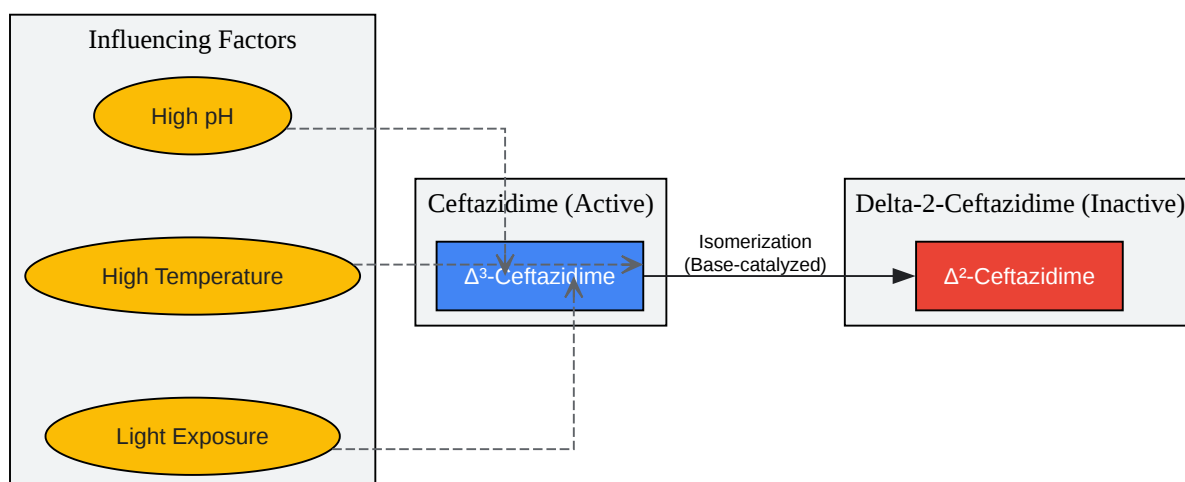 Influencing Factors
High pH
High Temperature
Light Exposure
Ceftazidime (Active)
Δ³-Ceftazidime
Isomerization
(Base-catalyzed)
Delta-2-Ceftazidime (Inactive)
Δ²-Ceftazidime